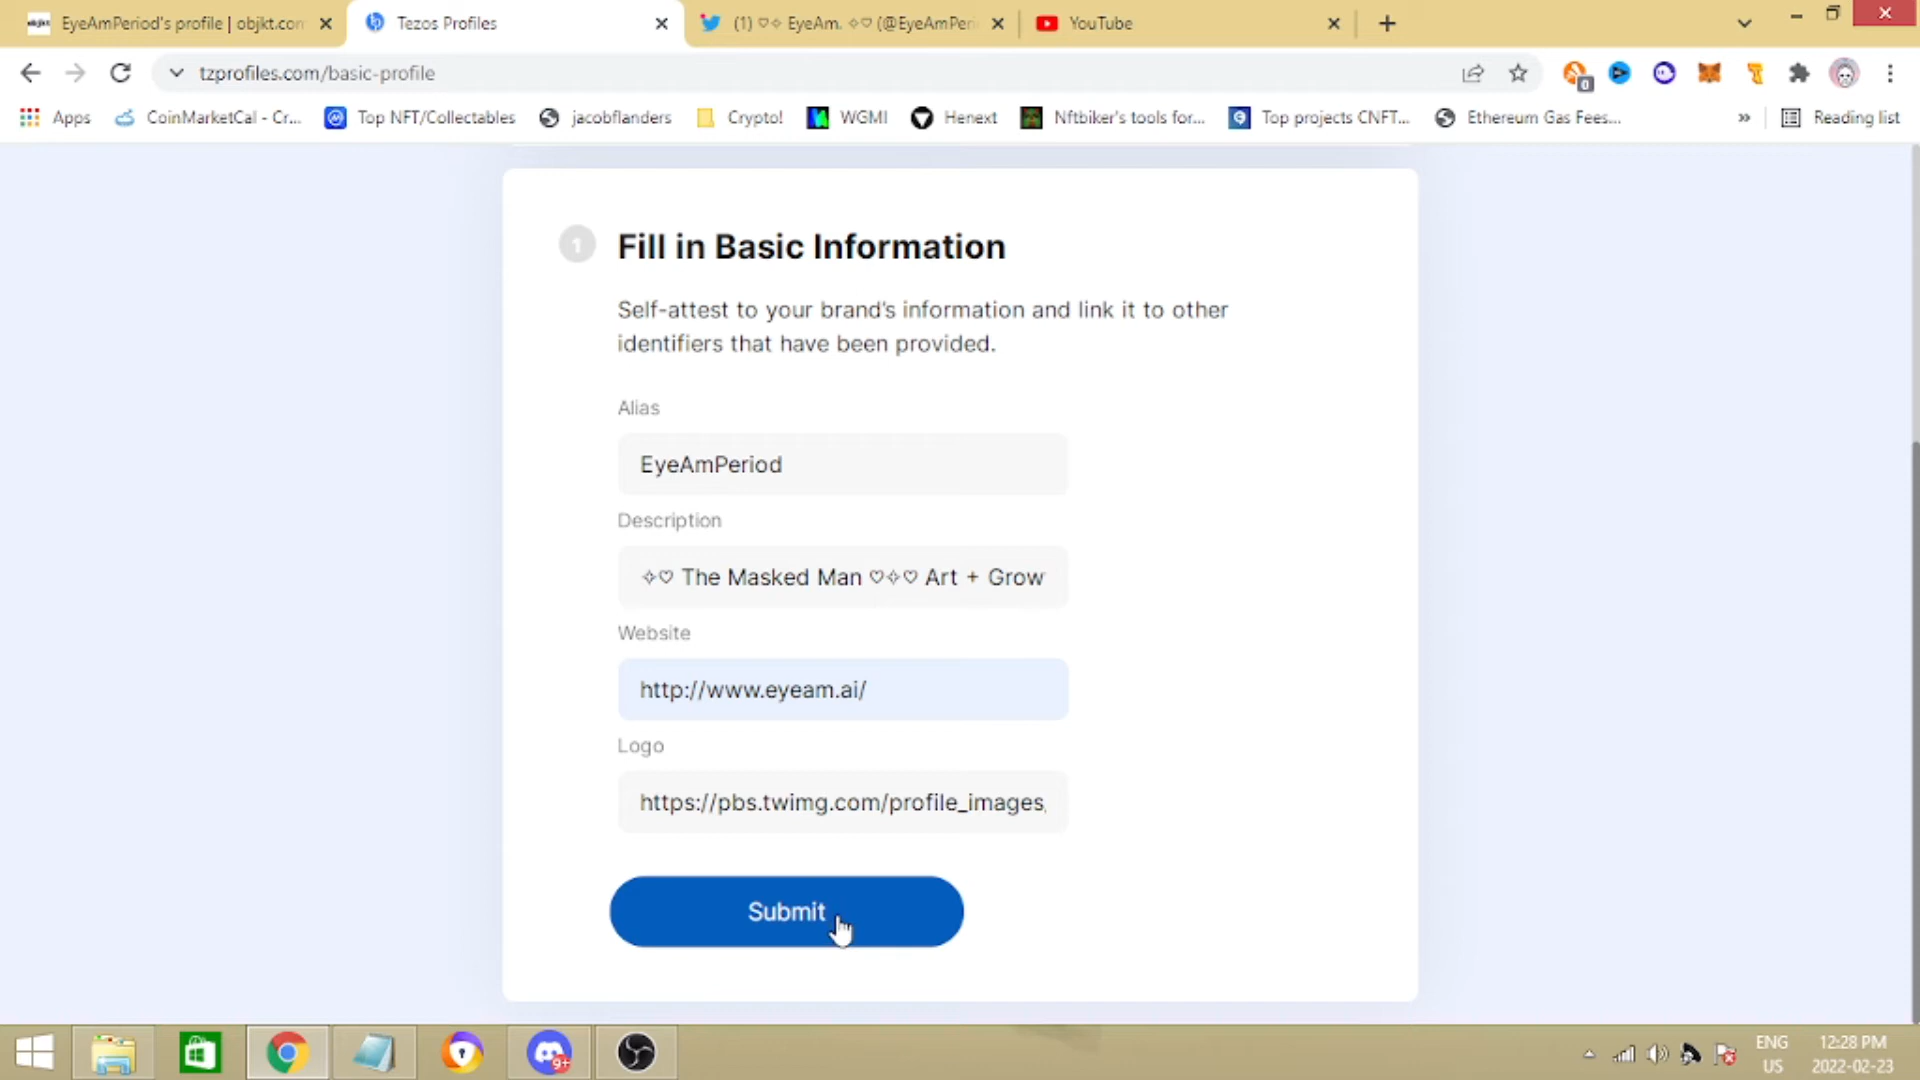 EyeAmPeriod's profile | objkt.com
Tezos Profiles
(1) ♡✧ EyeAm. ✧♡ (@EyeAmPeri
YouTube
tzprofiles.com/basic-profile
0
Apps
CoinMarketCal - Cr...
Top NFT/Collectables
jacobflanders
Crypto!
WGMI
Henext
Nftbiker's tools for...
Top projects CNFT...
Ethereum Gas Fees...
»
Reading list
1
Fill in Basic Information
Self-attest to your brand's information and link it to other
identifiers that have been provided.
Alias
EyeAmPeriod
Description
✧♡ The Masked Man ♡✧♡ Art + Grow
Website
http://www.eyeam.ai/
Logo
https://pbs.twimg.com/profile_images/
Submit
9+
ENG
US
12:28 PM
2022-02-23